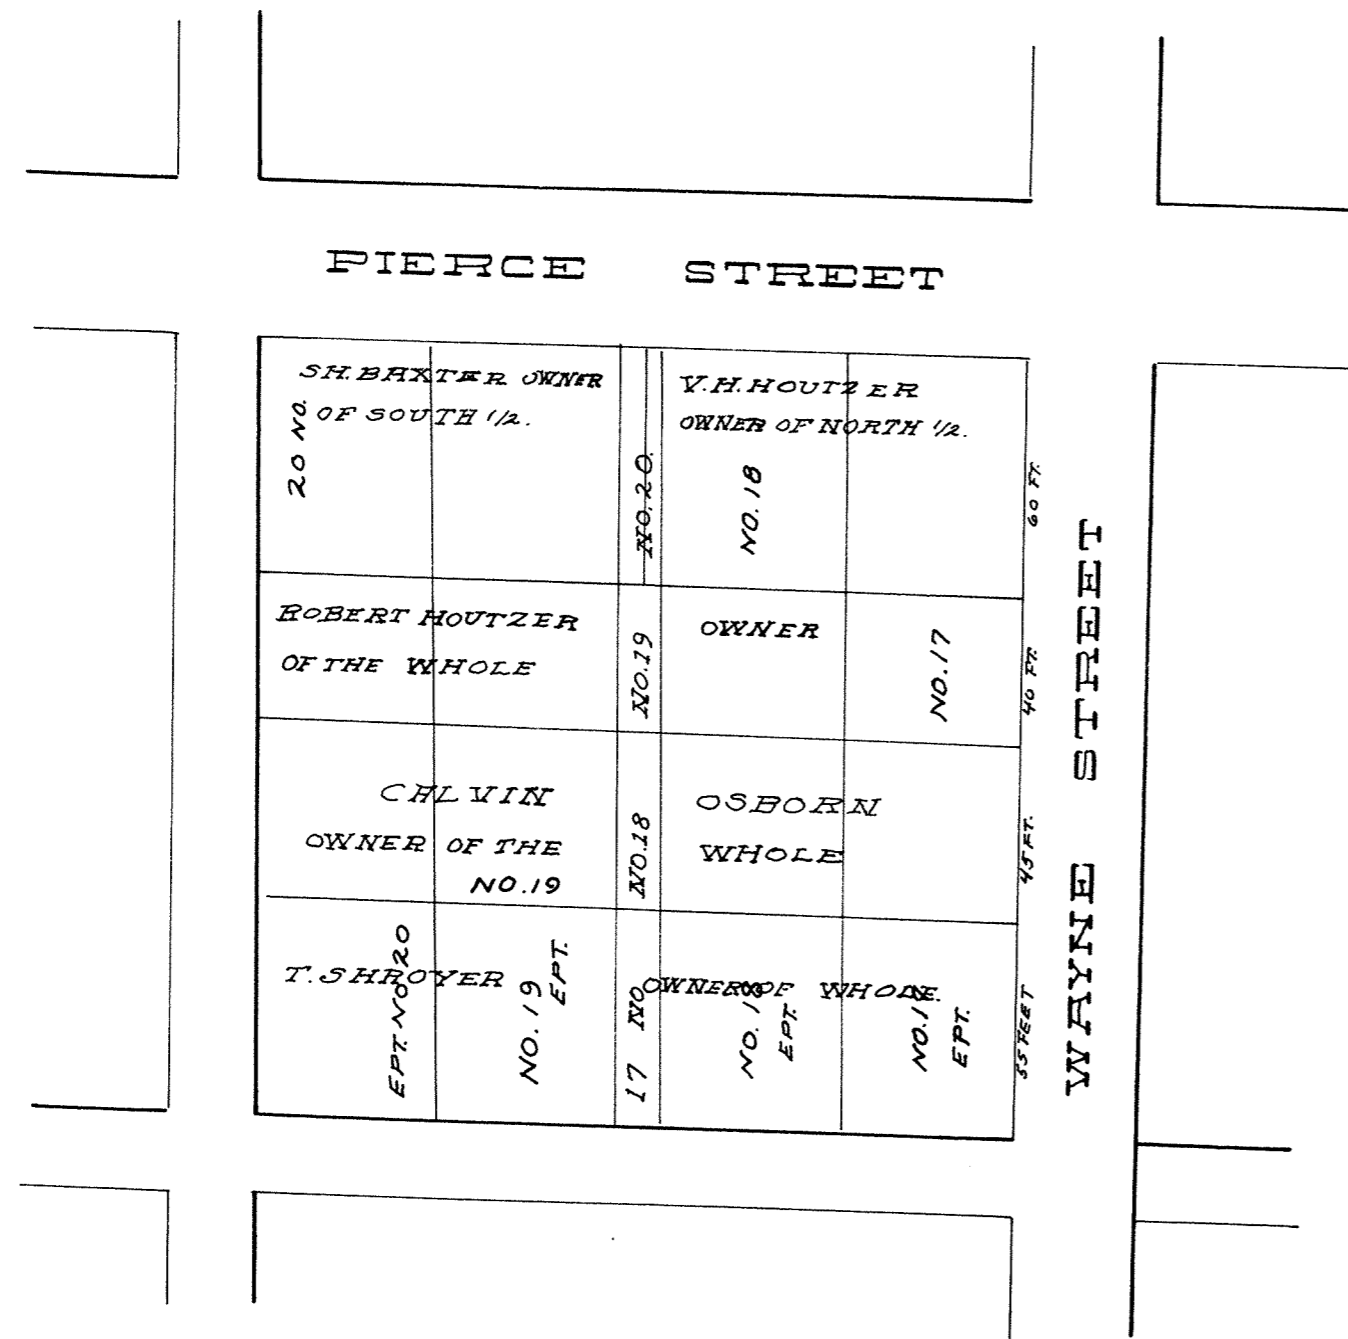 PIERCE STREET
S.H. BAXTER OWNER
OF SOUTH 1/2.
20 NO.
NO. 20.
V. H. HOUTZER
OWNER OF NORTH 1/2.
NO. 18
60 FT.
ROBERT HOUTZER
OF THE WHOLE
NO. 19
OWNER
NO. 17
40 FT.
CALVIN
OWNER OF THE
NO. 19
NO. 18
OSBORN
WHOLE
45 FT.
T. SHROYER
EPT. NO. 20
NO. 19
EPT.
17 NO.
OWNER OF WHOLE.
NO. 18
EPT.
EPT.
55 FEET
WAYNE STREET